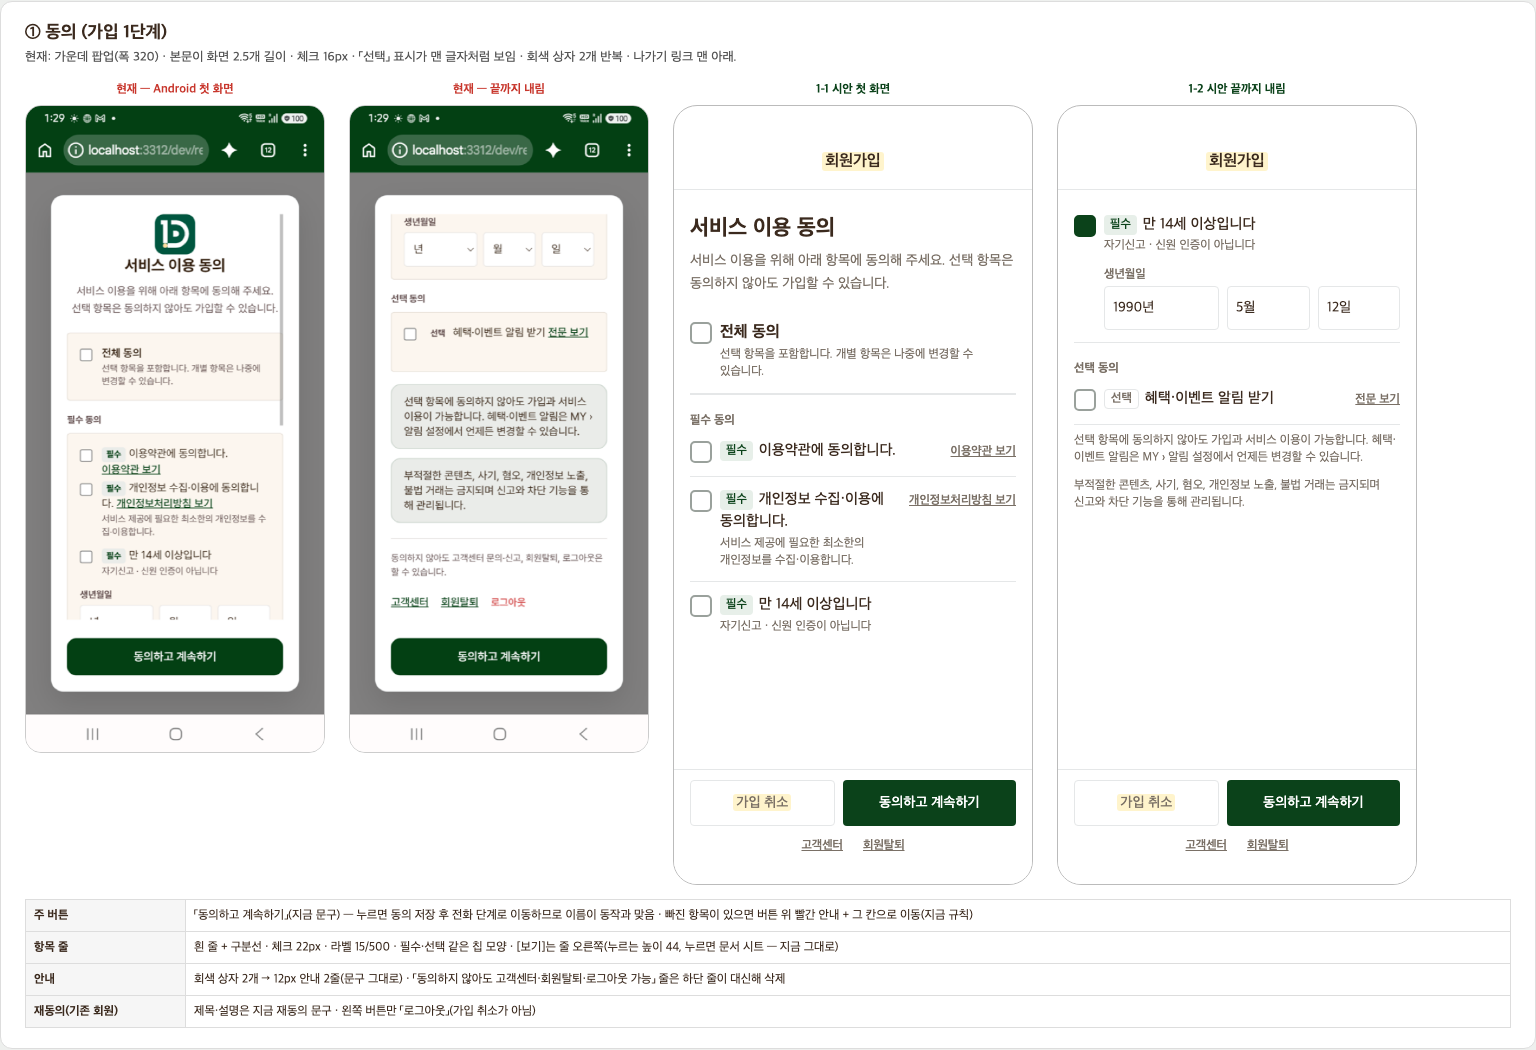 ① 동의 (가입 1단계)
현재: 가운데 팝업(폭 320) · 본문이 화면 2.5개 길이 · 체크 16px · 「선택」 표시가 맨 글자처럼 보임 · 회색 상자 2개 반복 · 나가기 링크 맨 아래.
현재 — Android 첫 화면
1:29
100
localhost:3312/dev/re
12
서비스 이용 동의
서비스 이용을 위해 아래 항목에 동의해 주세요.
선택 항목은 동의하지 않아도 가입할 수 있습니다.
전체 동의
선택 항목을 포함합니다. 개별 항목은 나중에
변경할 수 있습니다.
필수 동의
필수 이용약관에 동의합니다.
이용약관 보기
필수 개인정보 수집·이용에 동의합니
다. 개인정보처리방침 보기
서비스 제공에 필요한 최소한의 개인정보를 수
집·이용합니다.
필수 만 14세 이상입니다
자기신고 · 신원 인증이 아닙니다
생년월일
동의하고 계속하기
현재 — 끝까지 내림
1:29
100
localhost:3312/dev/re
12
생년월일
년 월 일
선택 동의
선택 혜택·이벤트 알림 받기 전문 보기
선택 항목에 동의하지 않아도 가입과 서비스
이용이 가능합니다. 혜택·이벤트 알림은 MY ›
알림 설정에서 언제든 변경할 수 있습니다.
부적절한 콘텐츠, 사기, 혐오, 개인정보 노출,
불법 거래는 금지되며 신고와 차단 기능을 통
해 관리됩니다.
동의하지 않아도 고객센터 문의·신고, 회원탈퇴, 로그아웃은
할 수 있습니다.
고객센터 회원탈퇴 로그아웃
동의하고 계속하기
1-1 시안 첫 화면
회원가입
서비스 이용 동의
서비스 이용을 위해 아래 항목에 동의해 주세요. 선택 항목은
동의하지 않아도 가입할 수 있습니다.
전체 동의
선택 항목을 포함합니다. 개별 항목은 나중에 변경할 수
있습니다.
필수 동의
필수 이용약관에 동의합니다. 이용약관 보기
필수 개인정보 수집·이용에 개인정보처리방침 보기
동의합니다.
서비스 제공에 필요한 최소한의
개인정보를 수집·이용합니다.
필수 만 14세 이상입니다
자기신고 · 신원 인증이 아닙니다
가입 취소 동의하고 계속하기
고객센터 회원탈퇴
1-2 시안 끝까지 내림
회원가입
필수 만 14세 이상입니다
자기신고 · 신원 인증이 아닙니다
생년월일
1990년 5월 12일
선택 동의
선택 혜택·이벤트 알림 받기 전문 보기
선택 항목에 동의하지 않아도 가입과 서비스 이용이 가능합니다. 혜택·
이벤트 알림은 MY › 알림 설정에서 언제든 변경할 수 있습니다.
부적절한 콘텐츠, 사기, 혐오, 개인정보 노출, 불법 거래는 금지되며
신고와 차단 기능을 통해 관리됩니다.
가입 취소 동의하고 계속하기
고객센터 회원탈퇴
주 버튼 「동의하고 계속하기」(지금 문구) — 누르면 동의 저장 후 전화 단계로 이동하므로 이름이 동작과 맞음 · 빠진 항목이 있으면 버튼 위 빨간 안내 + 그 칸으로 이동(지금 규칙)
항목 줄 흰 줄 + 구분선 · 체크 22px · 라벨 15/500 · 필수·선택 같은 칩 모양 · [보기]는 줄 오른쪽(누르는 높이 44, 누르면 문서 시트 — 지금 그대로)
안내 회색 상자 2개 → 12px 안내 2줄(문구 그대로) · 「동의하지 않아도 고객센터·회원탈퇴·로그아웃 가능」 줄은 하단 줄이 대신해 삭제
재동의(기존 회원) 제목·설명은 지금 재동의 문구 · 왼쪽 버튼만 「로그아웃」(가입 취소가 아님)